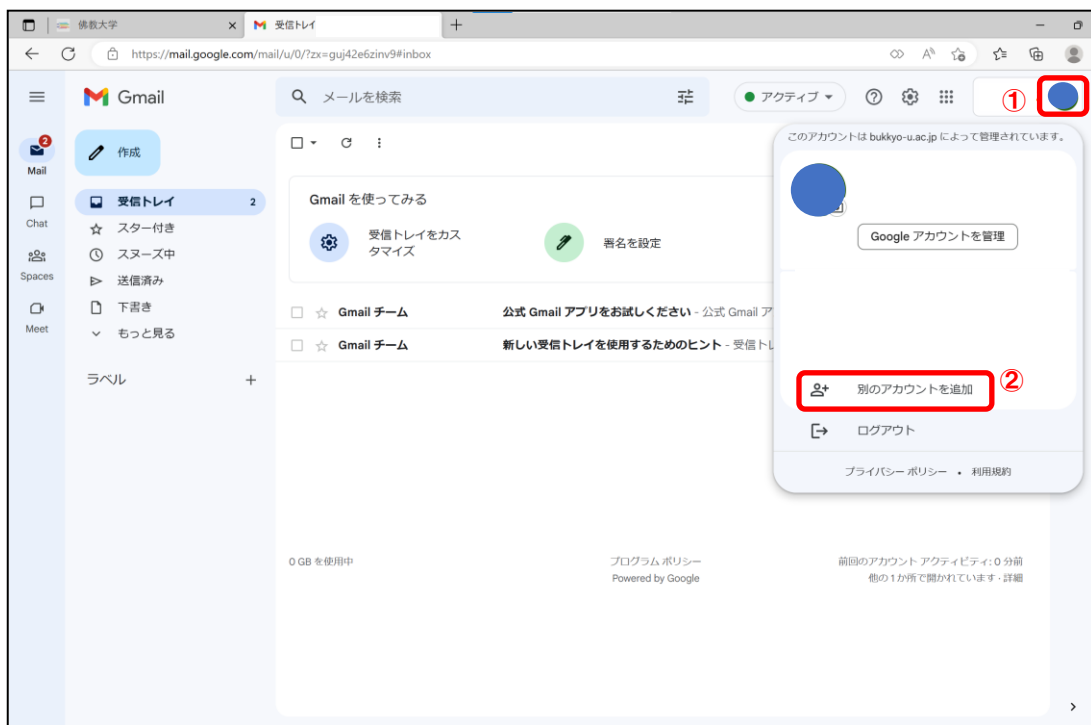 佛教大学
受信トレイ
https://mail.google.com/mail/u/0/?zx=guj42e6zinv9#inbox
Gmail
メールを検索
アクティブ
①
2
Mail
Chat
Spaces
Meet
作成
受信トレイ 2
スター付き
スヌーズ中
送信済み
下書き
もっと見る
ラベル
Gmail を使ってみる
受信トレイをカス
タマイズ
署名を設定
Gmail チーム 公式 Gmail アプリをお試しください - 公式 Gmail ア
Gmail チーム 新しい受信トレイを使用するためのヒント - 受信トレ
このアカウントは bukkyo-u.ac.jp によって管理されています。
Google アカウントを管理
別のアカウントを追加
②
ログアウト
プライバシー ポリシー • 利用規約
0 GB を使用中
プログラム ポリシー
Powered by Google
前回のアカウント アクティビティ: 0 分前
他の 1 か所で開かれています · 詳細